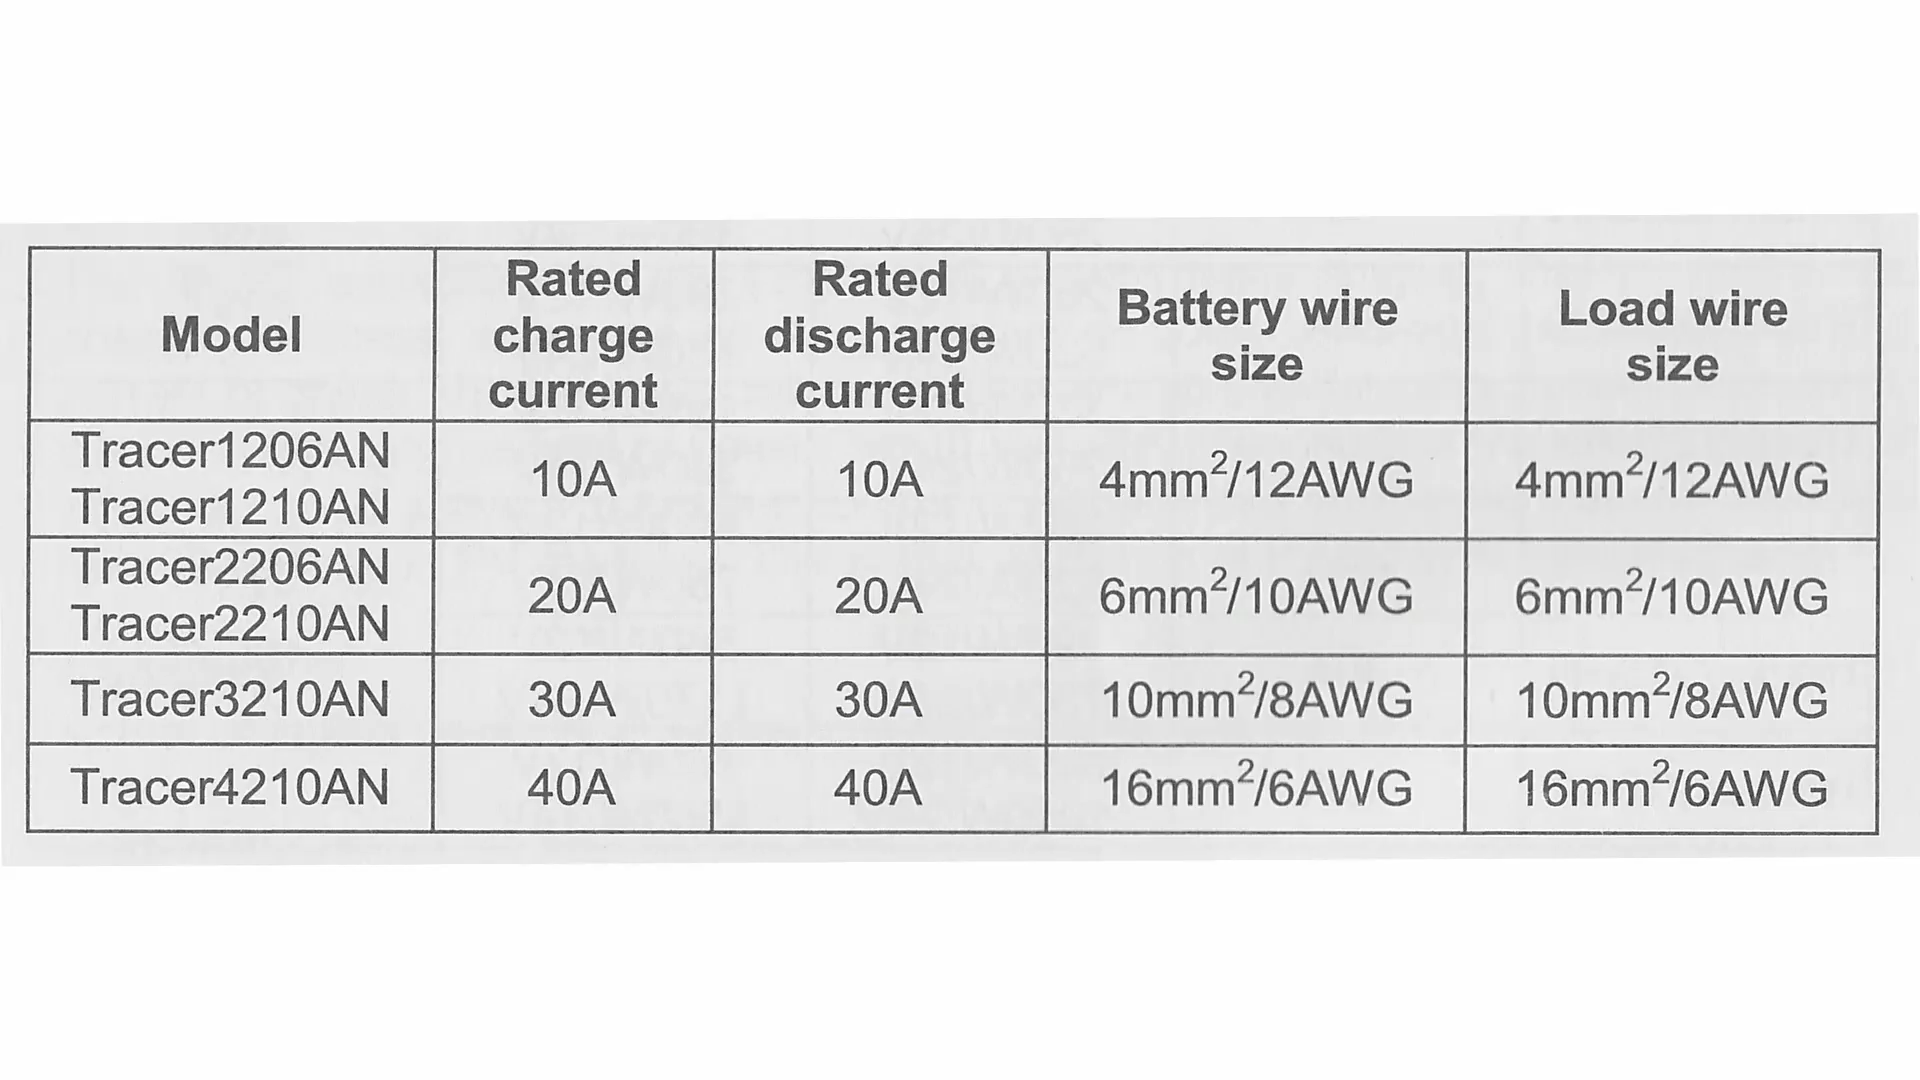 Model
Rated
charge
current
Rated
discharge
current
Battery wire
size
Load wire
size
Tracer1206AN
Tracer1210AN
10A
10A
4mm²/12AWG
4mm²/12AWG
Tracer2206AN
Tracer2210AN
20A
20A
6mm²/10AWG
6mm²/10AWG
Tracer3210AN
30A
30A
10mm²/8AWG
10mm²/8AWG
Tracer4210AN
40A
40A
16mm²/6AWG
16mm²/6AWG